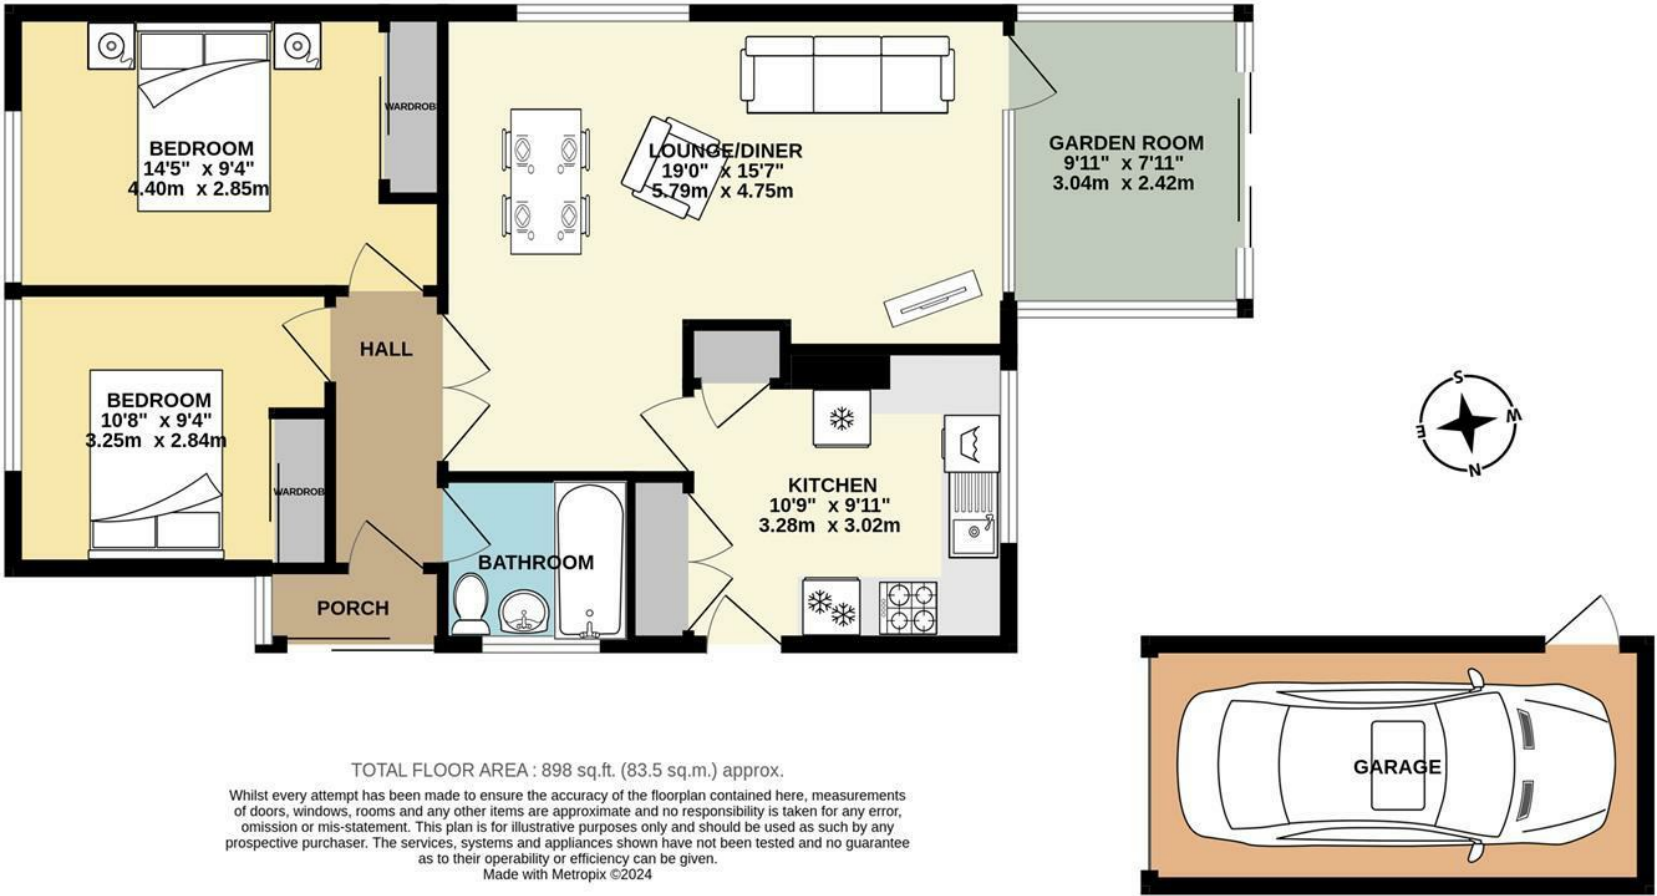 BEDROOM
14'5" x 9'4"
4.40m x 2.85m
WARDROB
LOUNGE/DINER
19'0" x 15'7"
5.79m x 4.75m
GARDEN ROOM
9'11" x 7'11"
3.04m x 2.42m
HALL
BEDROOM
10'8" x 9'4"
3.25m x 2.84m
WARDROB
KITCHEN
10'9" x 9'11"
3.28m x 3.02m
BATHROOM
PORCH
S
W
E
N
GARAGE
TOTAL FLOOR AREA : 898 sq.ft. (83.5 sq.m.) approx.
Whilst every attempt has been made to ensure the accuracy of the floorplan contained here, measurements
of doors, windows, rooms and any other items are approximate and no responsibility is taken for any error,
omission or mis-statement. This plan is for illustrative purposes only and should be used as such by any
prospective purchaser. The services, systems and appliances shown have not been tested and no guarantee
as to their operability or efficiency can be given.
Made with Metropix ©2024